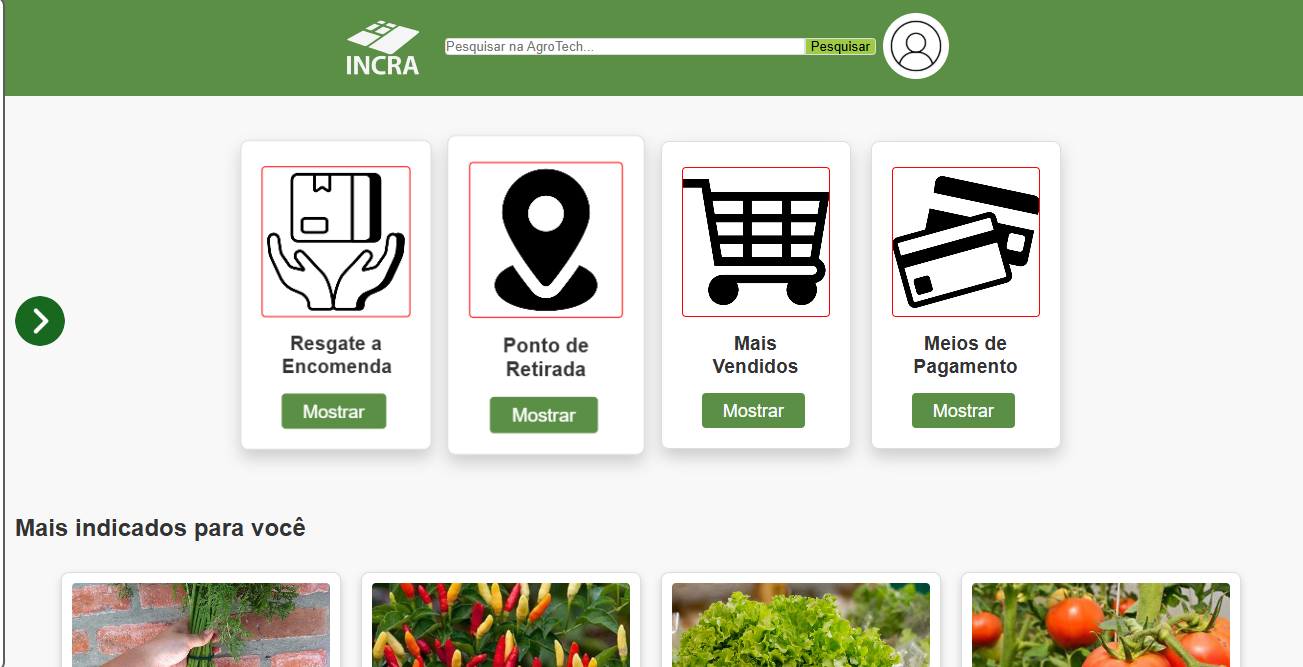 INCRA
Pesquisar na AgroTech...
Pesquisar
Resgate a
Encomenda
Mostrar
Ponto de
Retirada
Mostrar
Mais
Vendidos
Mostrar
Meios de
Pagamento
Mostrar
Mais indicados para você